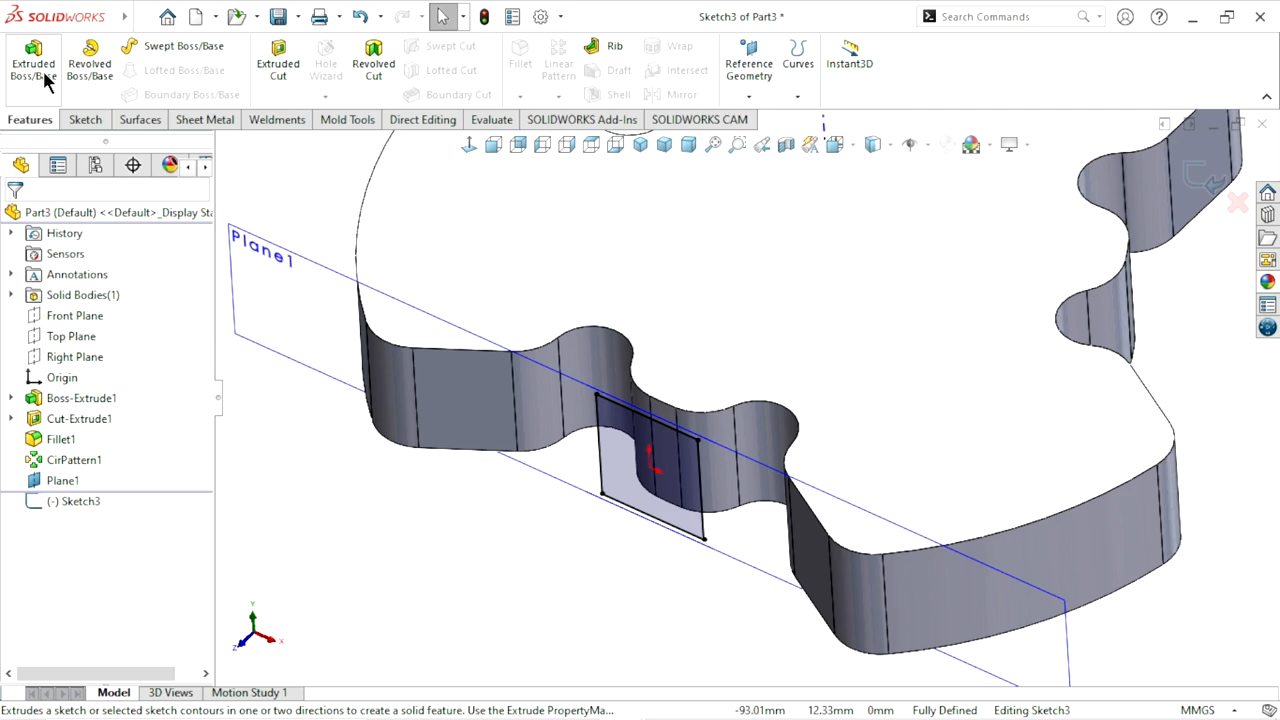 SOLIDWORKS
Sketch3 of Part3 *
Search Commands
Extruded Boss/Base
Revolved Boss/Base
Swept Boss/Base
Lofted Boss/Base
Boundary Boss/Base
Extruded Cut
Hole Wizard
Revolved Cut
Swept Cut
Lofted Cut
Boundary Cut
Fillet
Linear Pattern
Rib
Draft
Shell
Wrap
Intersect
Mirror
Reference Geometry
Curves
Instant3D
Features
Sketch
Surfaces
Sheet Metal
Weldments
Mold Tools
Direct Editing
Evaluate
SOLIDWORKS Add-Ins
SOLIDWORKS CAM
Part3 (Default) <<Default>_Display Sta
History
Sensors
Annotations
Solid Bodies(1)
Front Plane
Top Plane
Right Plane
Origin
Boss-Extrude1
Cut-Extrude1
Fillet1
CirPattern1
Plane1
(-) Sketch3
Plane1
Y
X
Z
Model
3D Views
Motion Study 1
Extrudes a sketch or selected sketch contours in one or two directions to create a solid feature. Use the Extrude PropertyMa...
-93.01mm
12.33mm
0mm
Fully Defined
Editing Sketch3
MMGS